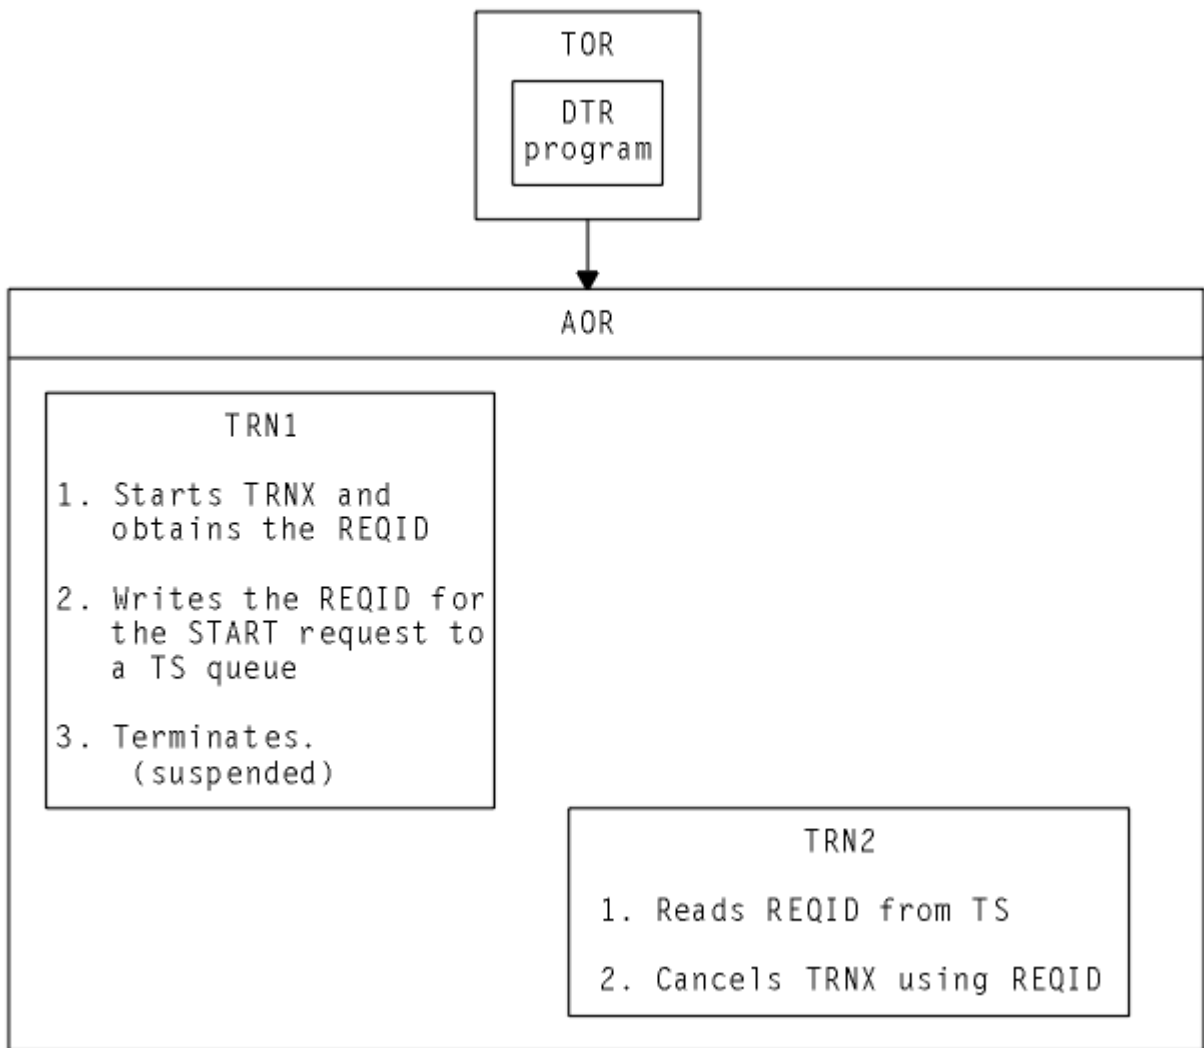 TOR
DTR
program
AOR
TRN1
1. Starts TRNX and
obtains the REQID
2. Writes the REQID for
the START request to
a TS queue
3. Terminates.
(suspended)
TRN2
1. Reads REQID from TS
2. Cancels TRNX using REQID